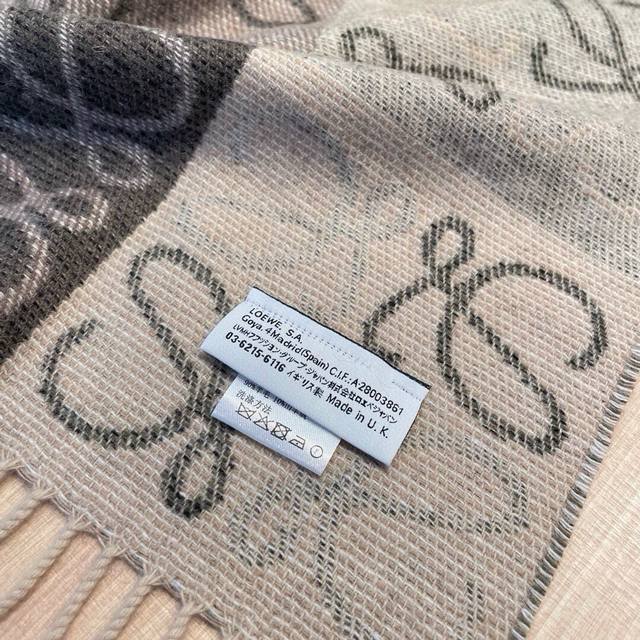 LOEWE, S.A.
Goya, 4 Madrid(Spain) C.I.F.:A-28003861
LVMHファッション・グループ・ジャパン株式会社ロエベジャパン
03-6215-6116 イギリス製 Made in U.K.
洗濯方法